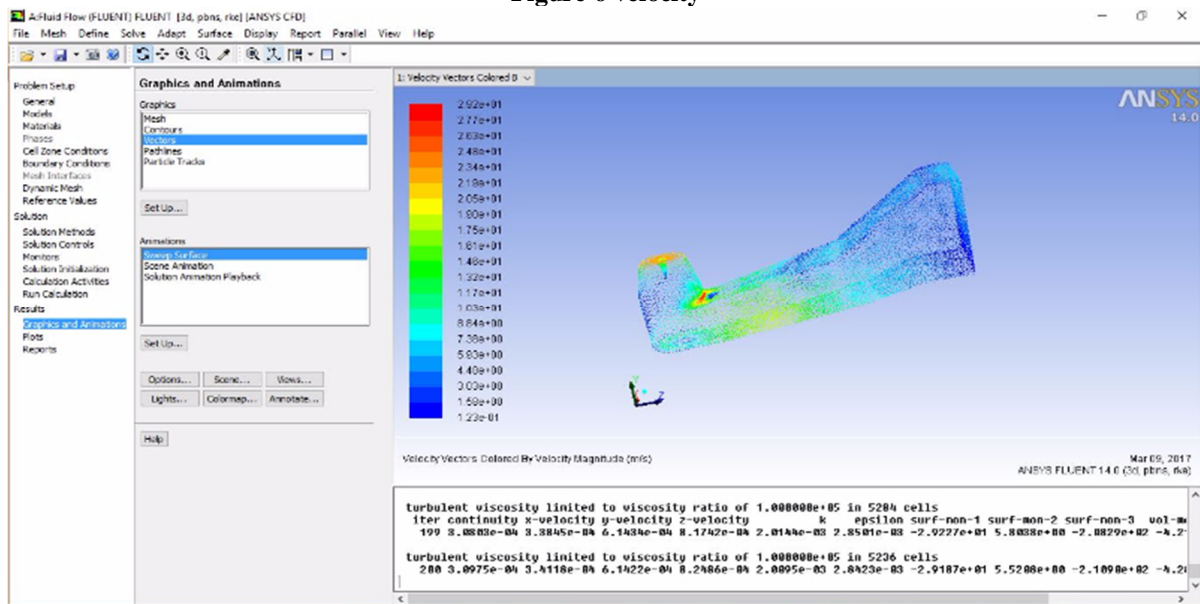 A:Fluid Flow (FLUENT) FLUENT [3d, pbns, rke] [ANSYS CFD]
File Mesh Define Solve Adapt Surface Display Report Parallel View Help
Problem Setup
General
Models
Materials
Phases
Cell Zone Conditions
Boundary Conditions
Mesh Interfaces
Dynamic Mesh
Reference Values
Solution
Solution Methods
Solution Controls
Monitors
Solution Initialization
Calculation Activities
Run Calculation
Results
Graphics and Animations
Plots
Reports
Graphics and Animations
Graphics
Mesh
Contours
Vectors
Pathlines
Particle Tracks
Set Up...
Animations
Sweep Surface
Scene Animation
Solution Animation Playback
Set Up...
Options... Scene... Views...
Lights... Colormap... Annotate...
Help
1: Velocity Vectors Colored B
ANSYS
14.0
2.92e+01
2.77e+01
2.63e+01
2.48e+01
2.34e+01
2.19e+01
2.05e+01
1.90e+01
1.75e+01
1.61e+01
1.46e+01
1.32e+01
1.17e+01
1.03e+01
8.84e+00
7.38e+00
5.93e+00
4.48e+00
3.03e+00
1.58e+00
1.23e-01
Y
Z
Velocity Vectors Colored By Velocity Magnitude (m/s)
Mar 09, 2017
ANSYS FLUENT 14.0 (3d, pbns, rke)
turbulent viscosity limited to viscosity ratio of 1.000000e+05 in 5284 cells
iter continuity x-velocity y-velocity z-velocity k epsilon surf-mon-1 surf-mon-2 surf-mon-3 vol-m
199 3.0803e-04 3.3845e-04 6.1434e-04 8.1742e-04 2.0144e-03 2.8501e-03 -2.9227e+01 5.8038e+00 -2.0829e+02 -4.2
turbulent viscosity limited to viscosity ratio of 1.000000e+05 in 5236 cells
200 3.0975e-04 3.4118e-04 6.1422e-04 8.2486e-04 2.0095e-03 2.8423e-03 -2.9187e+01 5.5208e+00 -2.1098e+02 -4.2